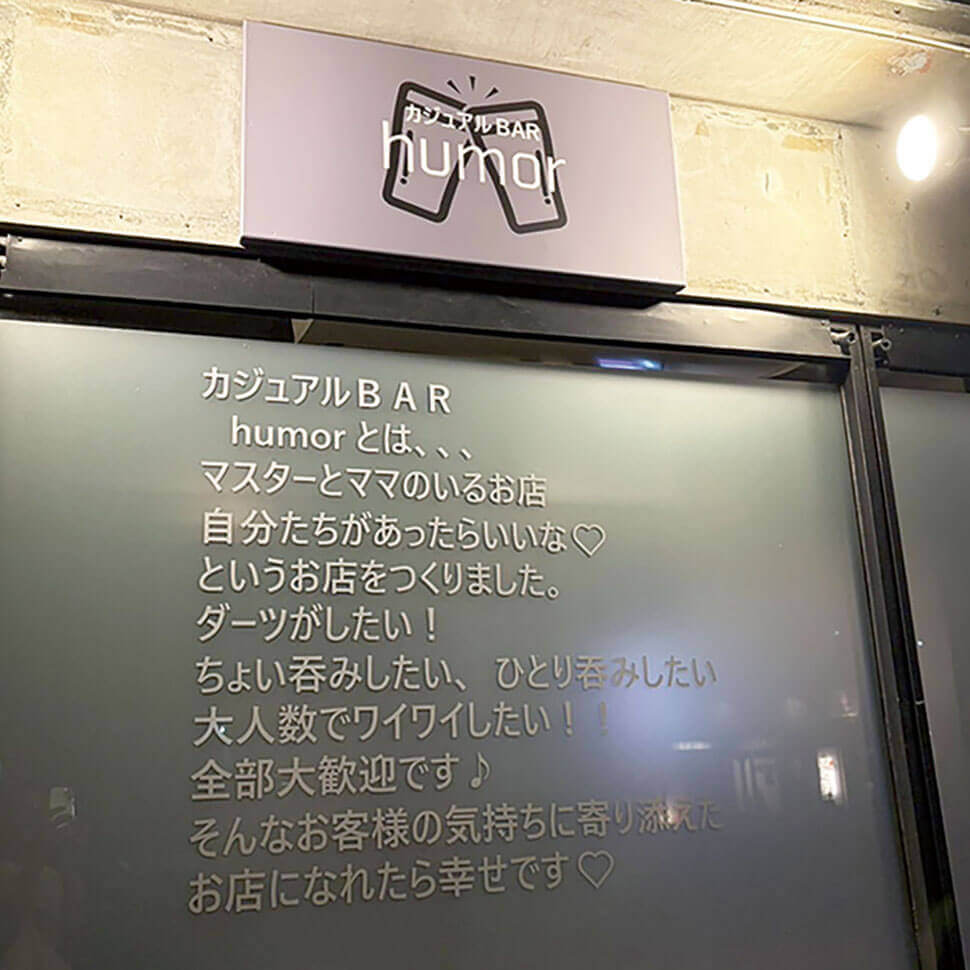 カジュアルBAR
humor
カジュアルBAR
humorとは、、、
マスターとママのいるお店
自分たちがあったらいいな♡
というお店をつくりました。
ダーツがしたい！
ちょい呑みしたい、ひとり呑みしたい
大人数でワイワイしたい！！
全部大歓迎です♪
そんなお客様の気持ちに寄り添えた
お店になれたら幸せです♡